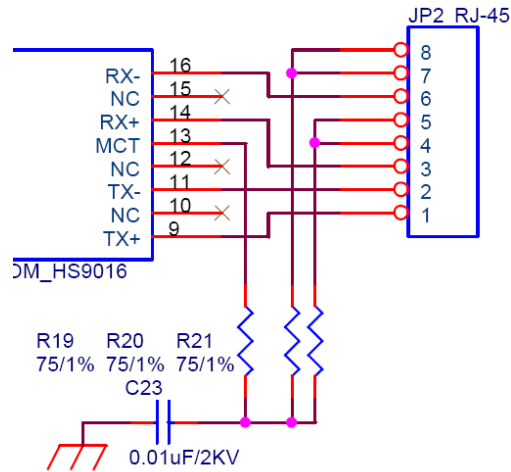 JP2 RJ-45
8
16
RX-
7
15
NC
6
14
RX+
5
13
MCT
4
12
NC
3
11
TX-
2
10
NC
1
9
TX+
OM_HS9016
R19 R20 R21
75/1% 75/1% 75/1%
C23
0.01uF/2KV